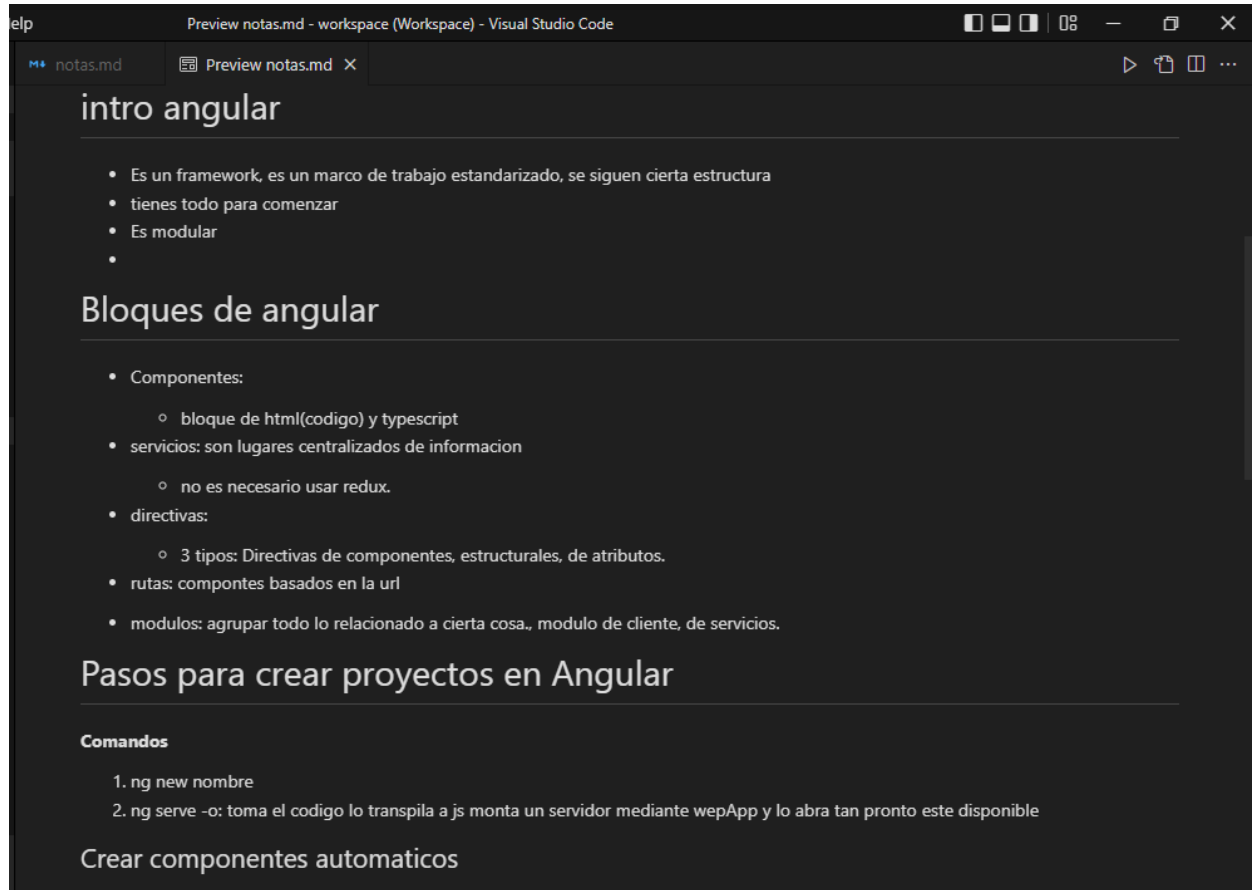 elp
Preview notas.md - workspace (Workspace) - Visual Studio Code
notas.md
Preview notas.md
intro angular
Es un framework, es un marco de trabajo estandarizado, se siguen cierta estructura
tienes todo para comenzar
Es modular
Bloques de angular
Componentes:
bloque de html(codigo) y typescript
servicios: son lugares centralizados de informacion
no es necesario usar redux.
directivas:
3 tipos: Directivas de componentes, estructurales, de atributos.
rutas: compontes basados en la url
modulos: agrupar todo lo relacionado a cierta cosa., modulo de cliente, de servicios.
Pasos para crear proyectos en Angular
Comandos
1. ng new nombre
2. ng serve -o: toma el codigo lo transpila a js monta un servidor mediante wepApp y lo abra tan pronto este disponible
Crear componentes automaticos